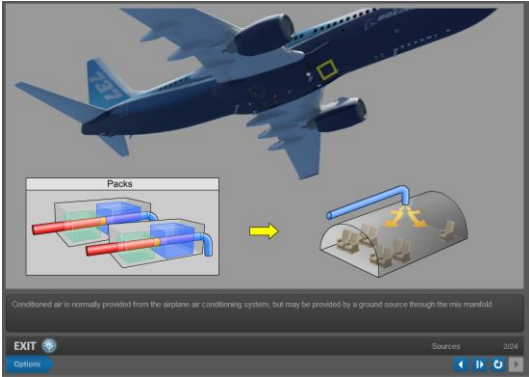 BOEING
737
Packs
Conditioned air is normally provided from the airplane air conditioning system, but may be provided by a ground source through the mix manifold.
EXIT
Sources 2/24
Options